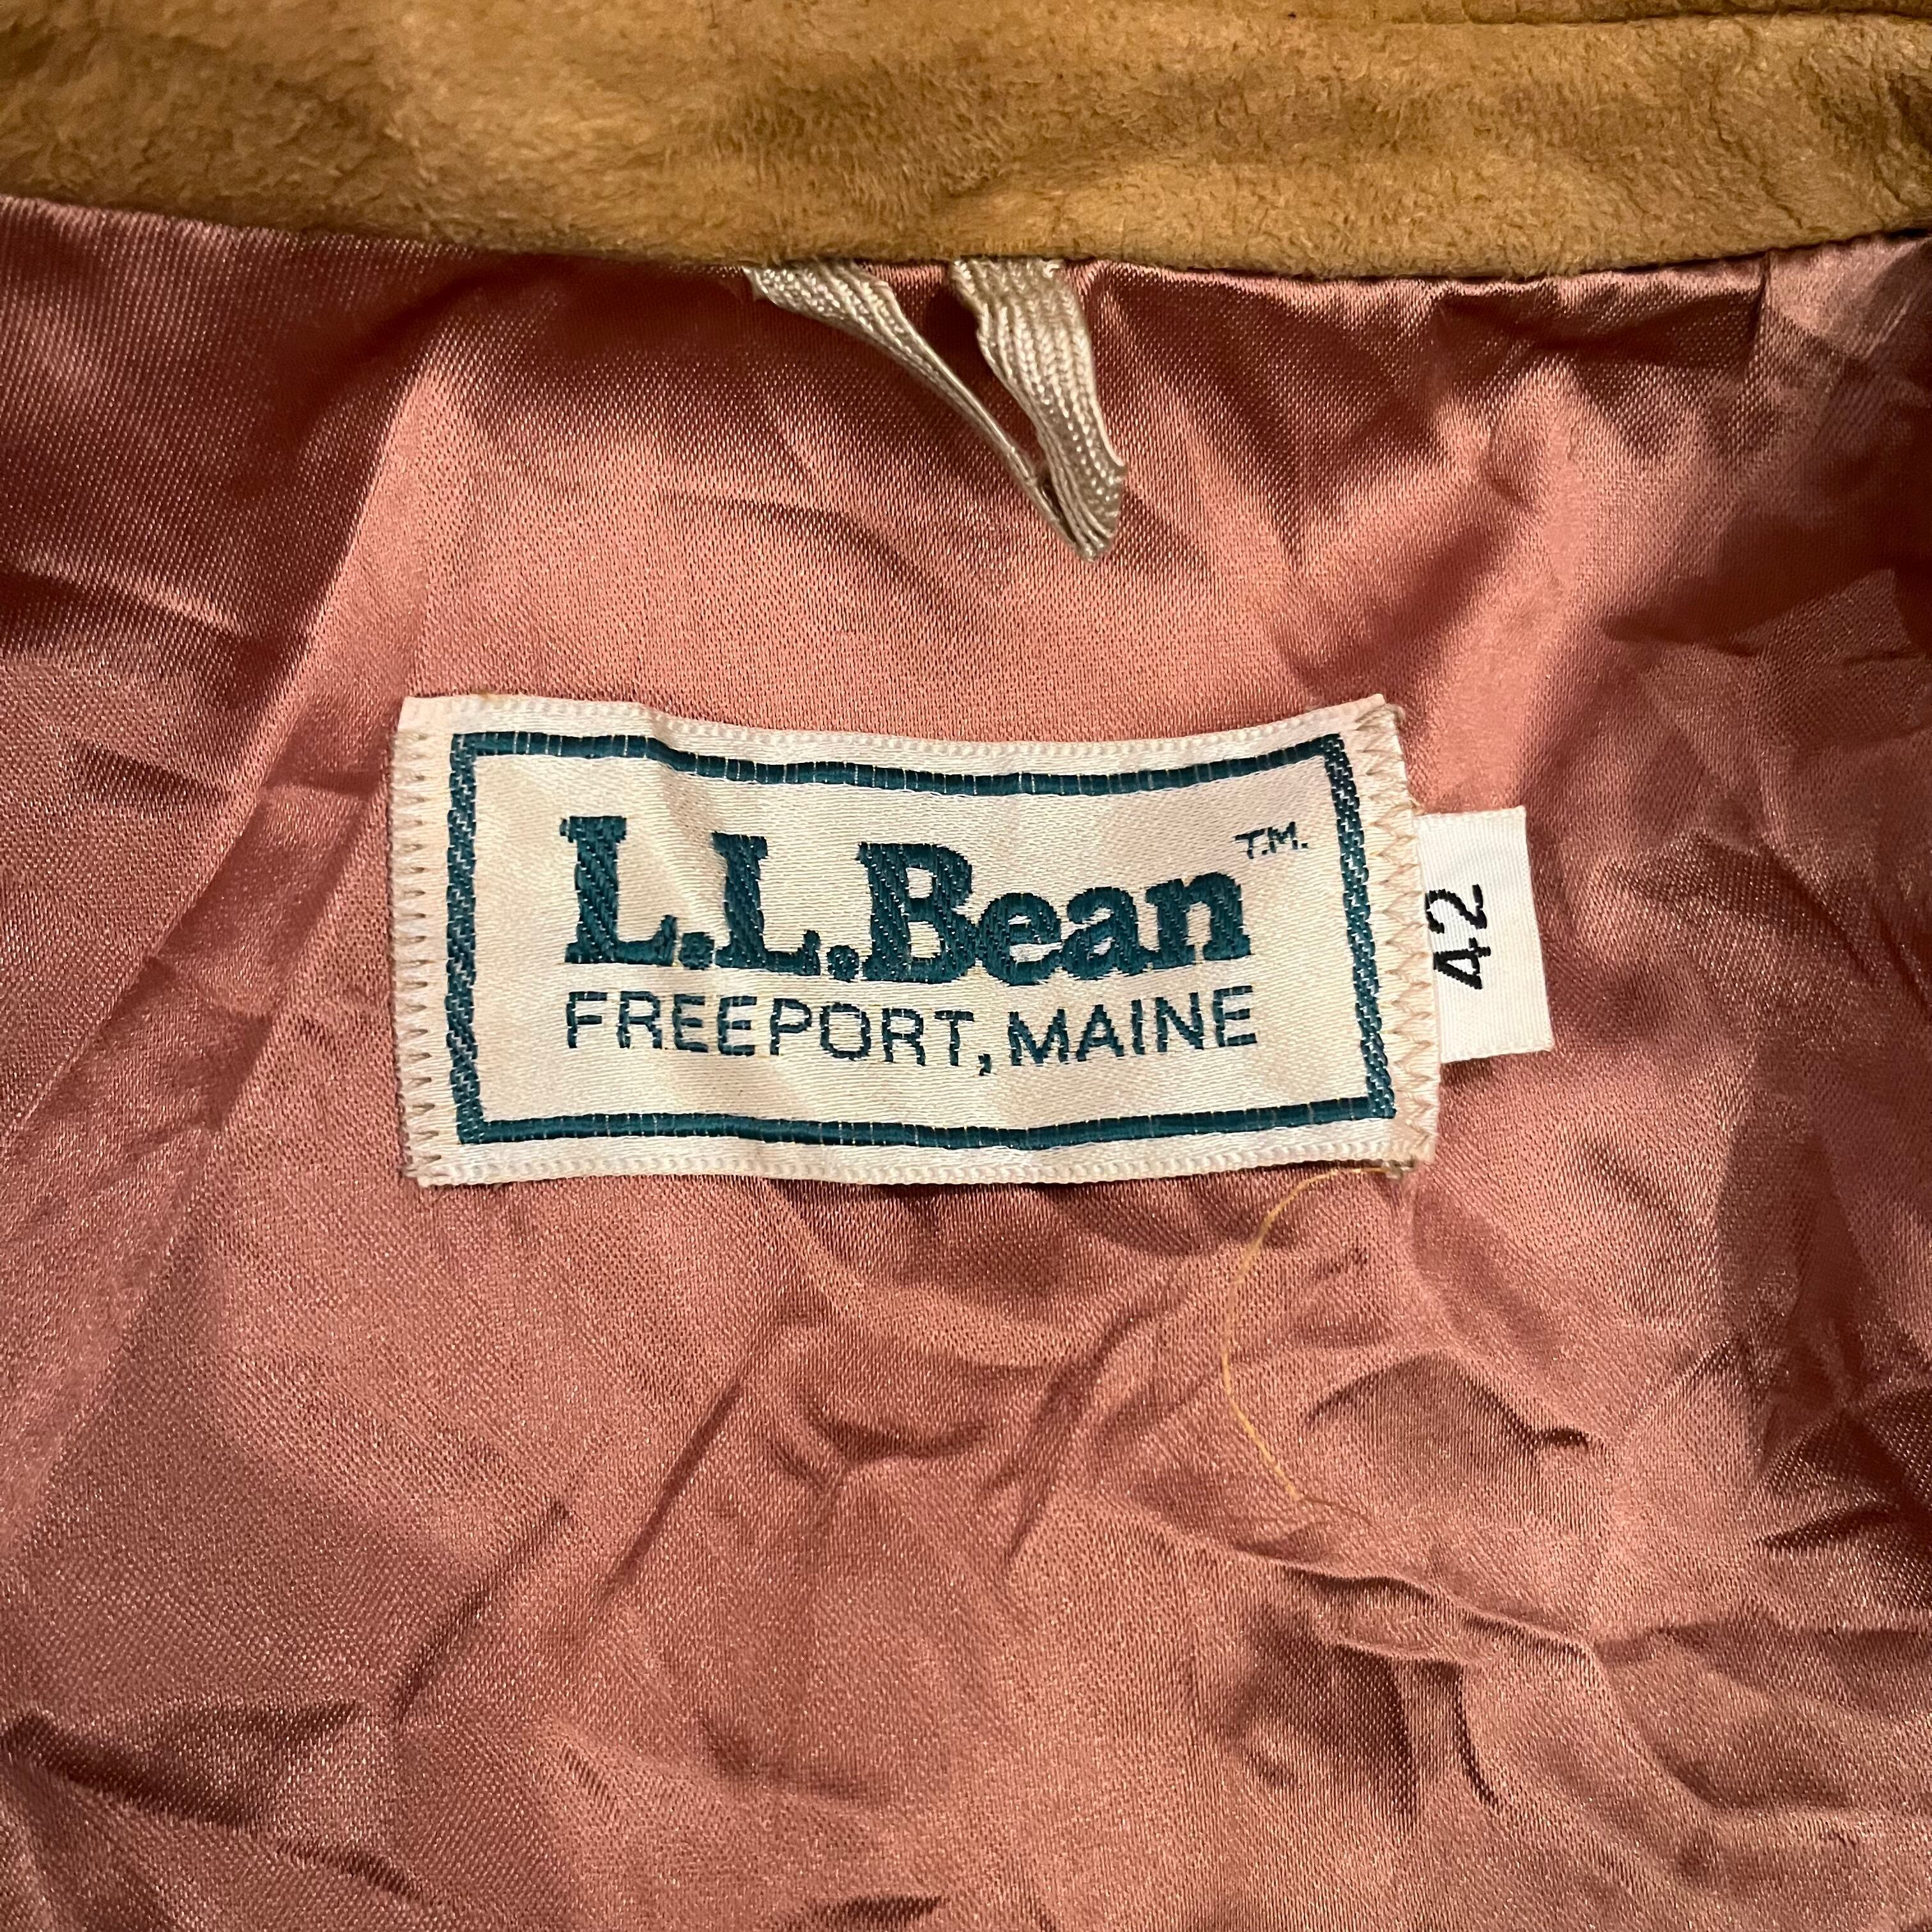 L.L.Bean T.M.
FREEPORT, MAINE
42